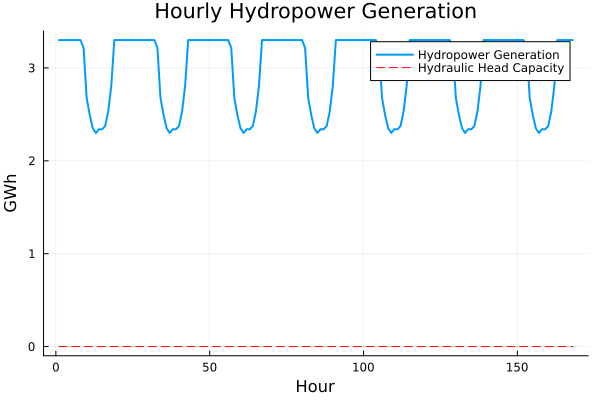 Hourly Hydropower Generation
Hydropower Generation
Hydraulic Head Capacity
GWh
3
2
1
0
0 50 100 150
Hour